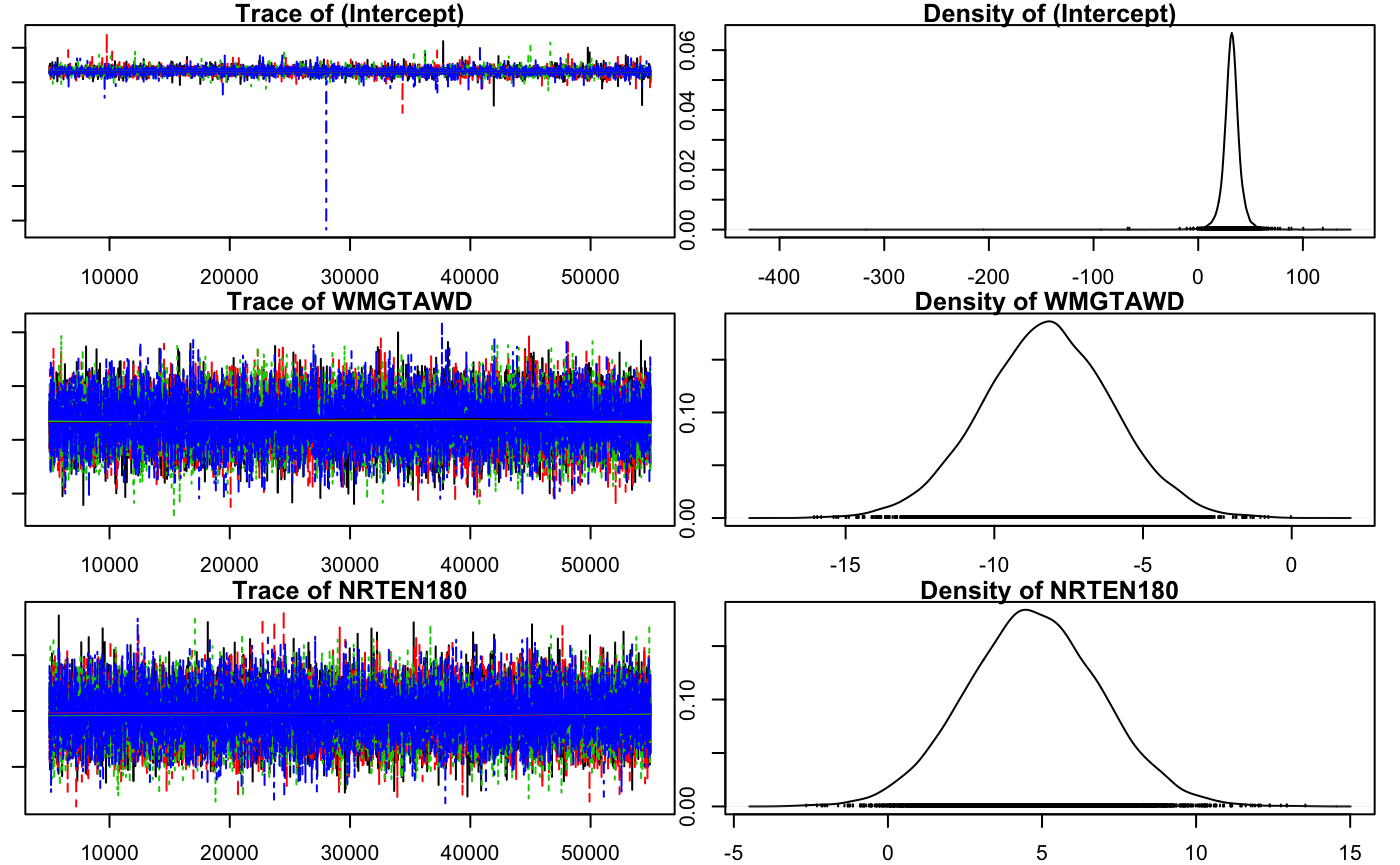 Trace of (Intercept)
10000 20000 30000 40000 50000
Density of (Intercept)
0.00 0.02 0.04 0.06
-400 -300 -200 -100 0 100
Trace of WMGTAWD
10000 20000 30000 40000 50000
Density of WMGTAWD
0.00 0.10
-15 -10 -5 0
Trace of NRTEN180
10000 20000 30000 40000 50000
Density of NRTEN180
0.00 0.10
-5 0 5 10 15